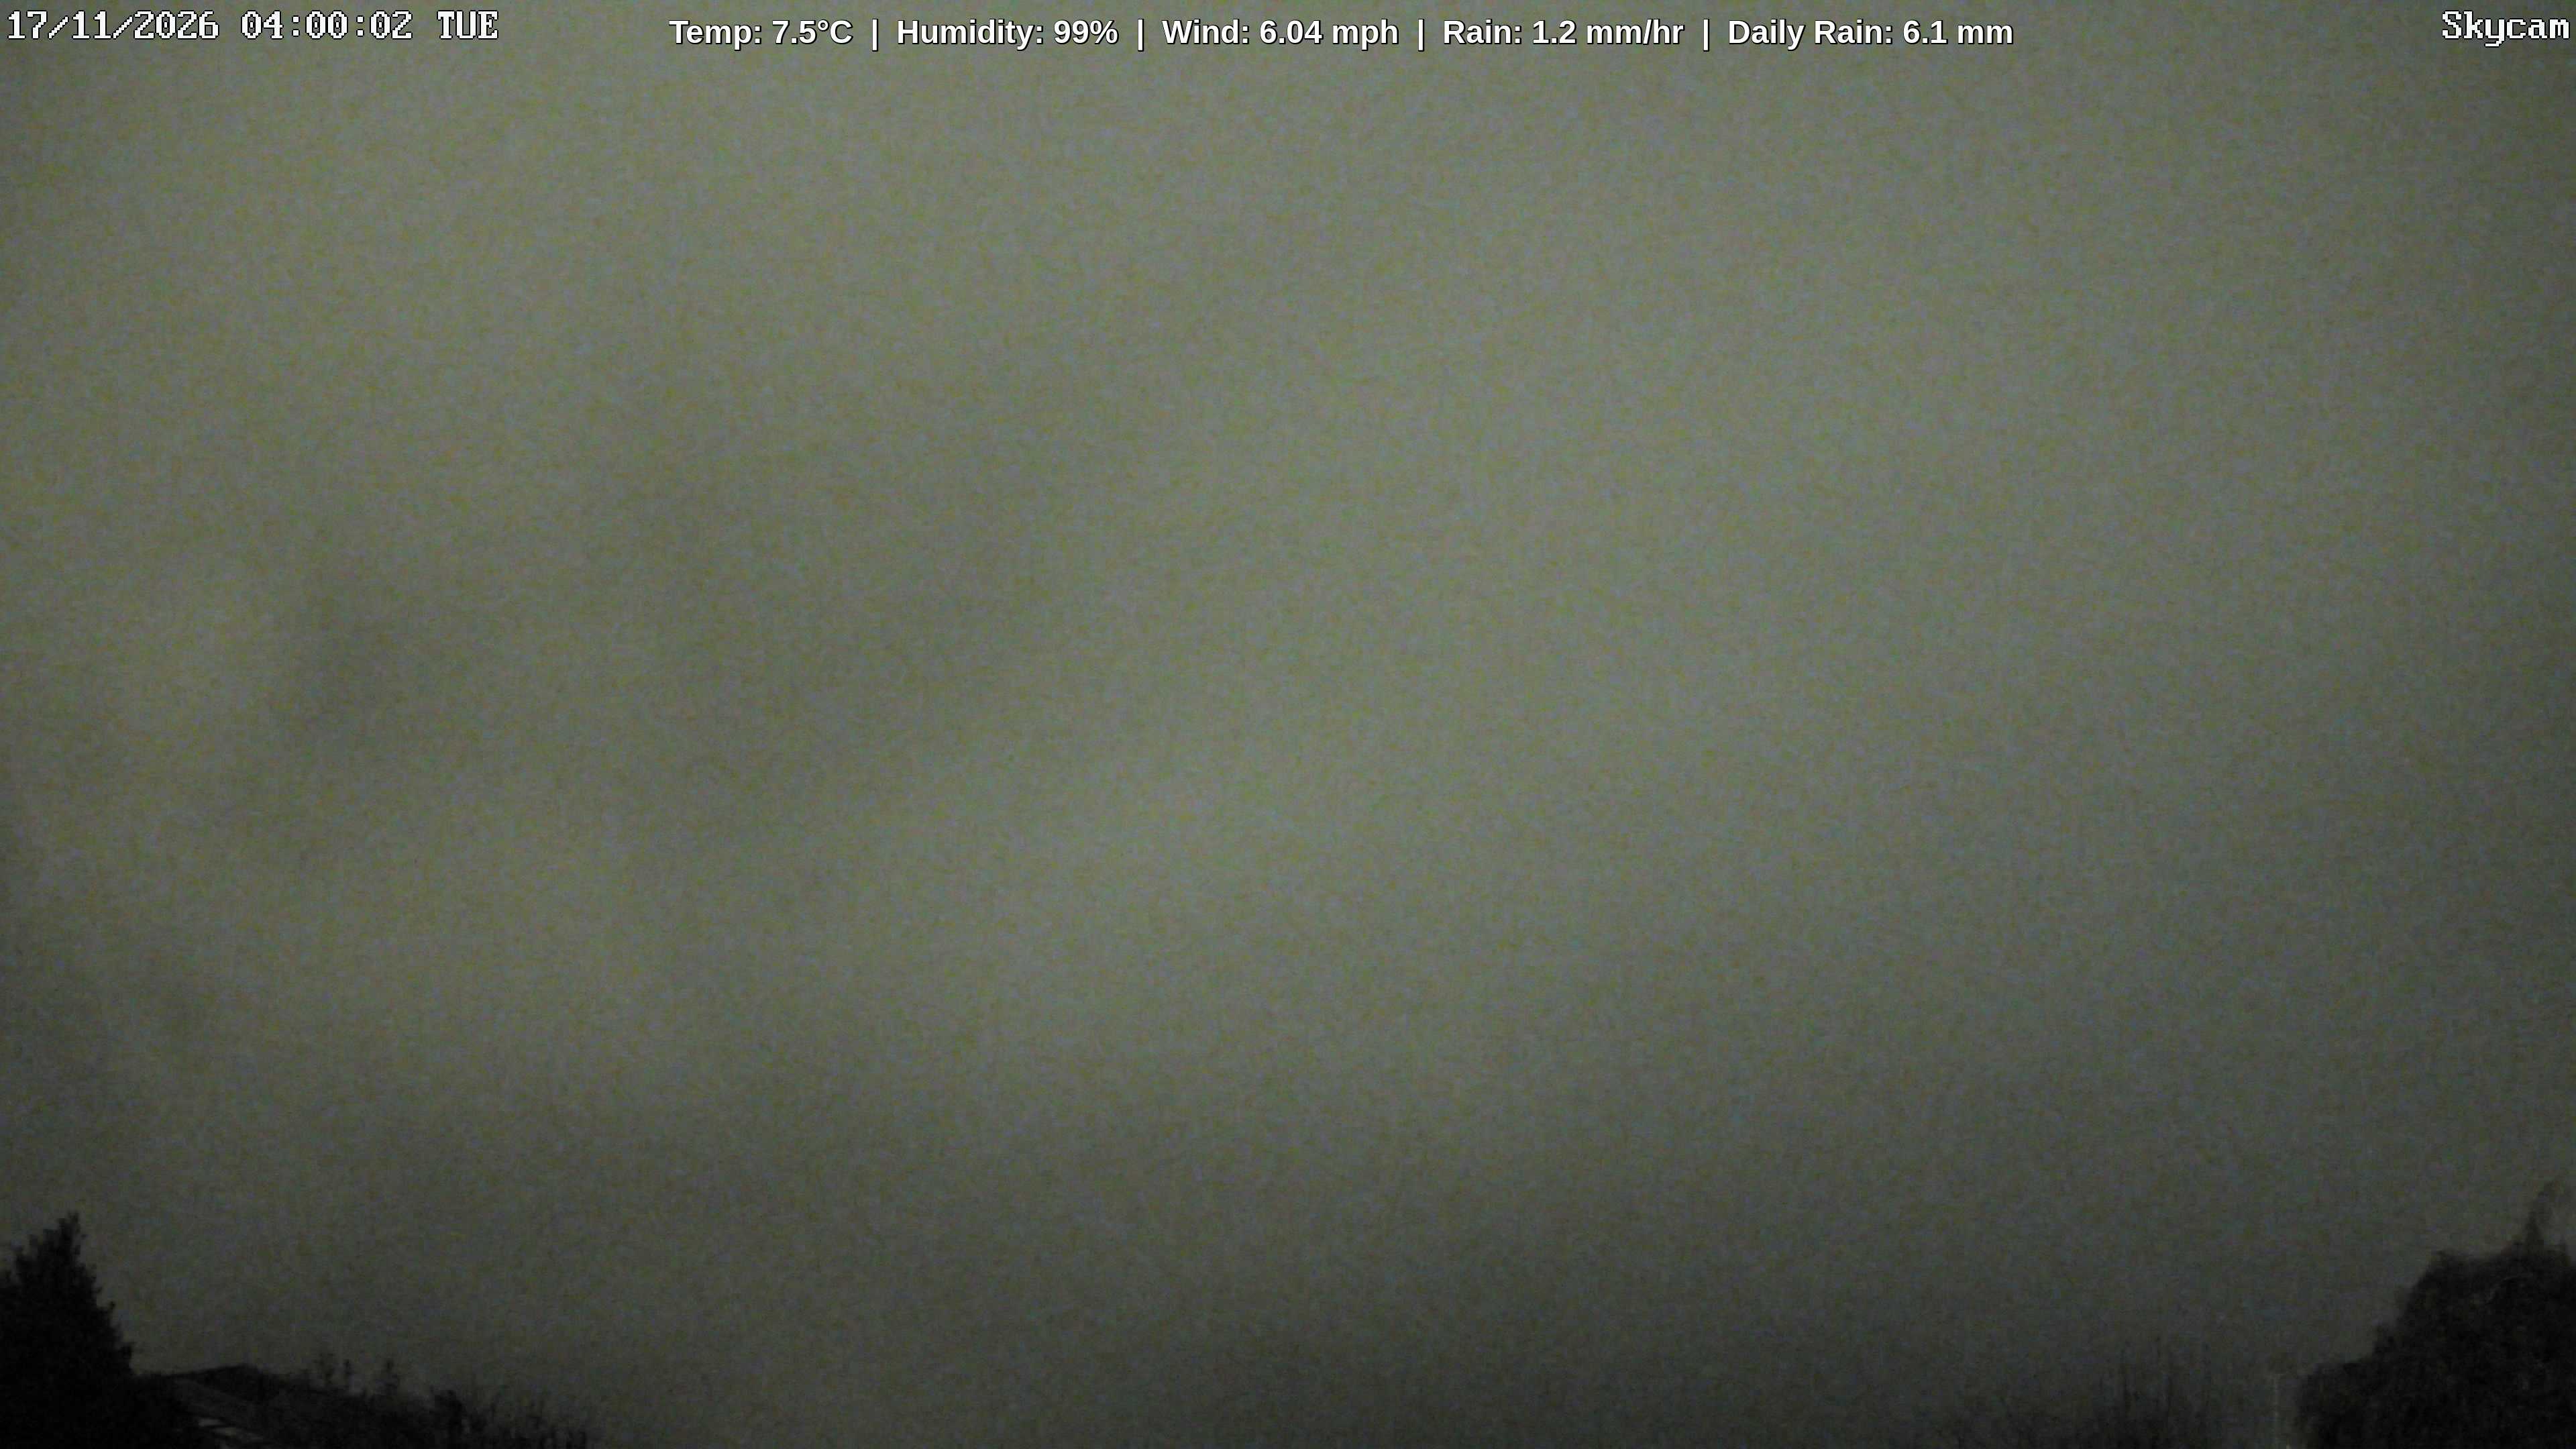 17/11/2026 04:00:02 TUE
Temp: 7.5°C | Humidity: 99% | Wind: 6.04 mph | Rain: 1.2 mm/hr | Daily Rain: 6.1 mm
Skycam